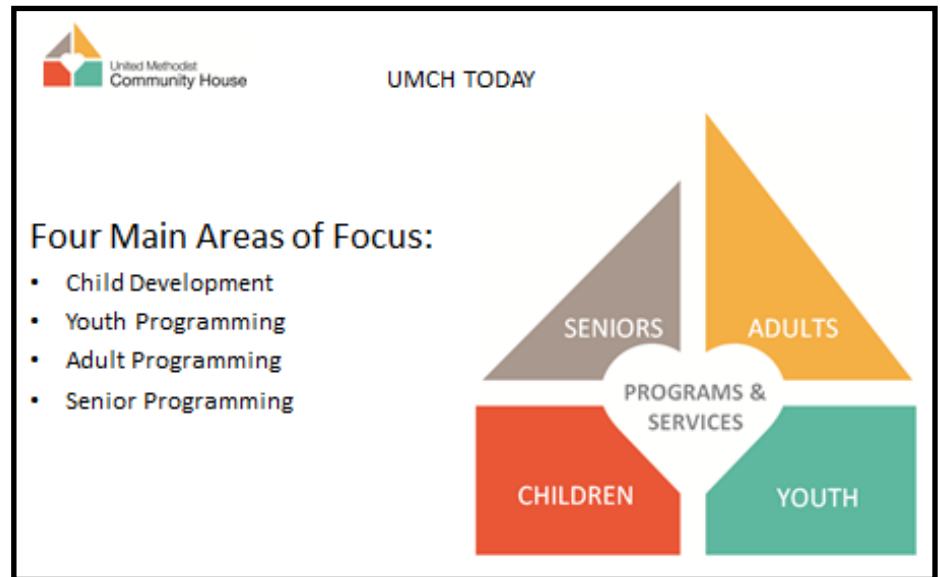 United Methodist
Community House
UMCH TODAY
Four Main Areas of Focus:
• Child Development
• Youth Programming
• Adult Programming
• Senior Programming
SENIORS
ADULTS
PROGRAMS &
SERVICES
CHILDREN
YOUTH